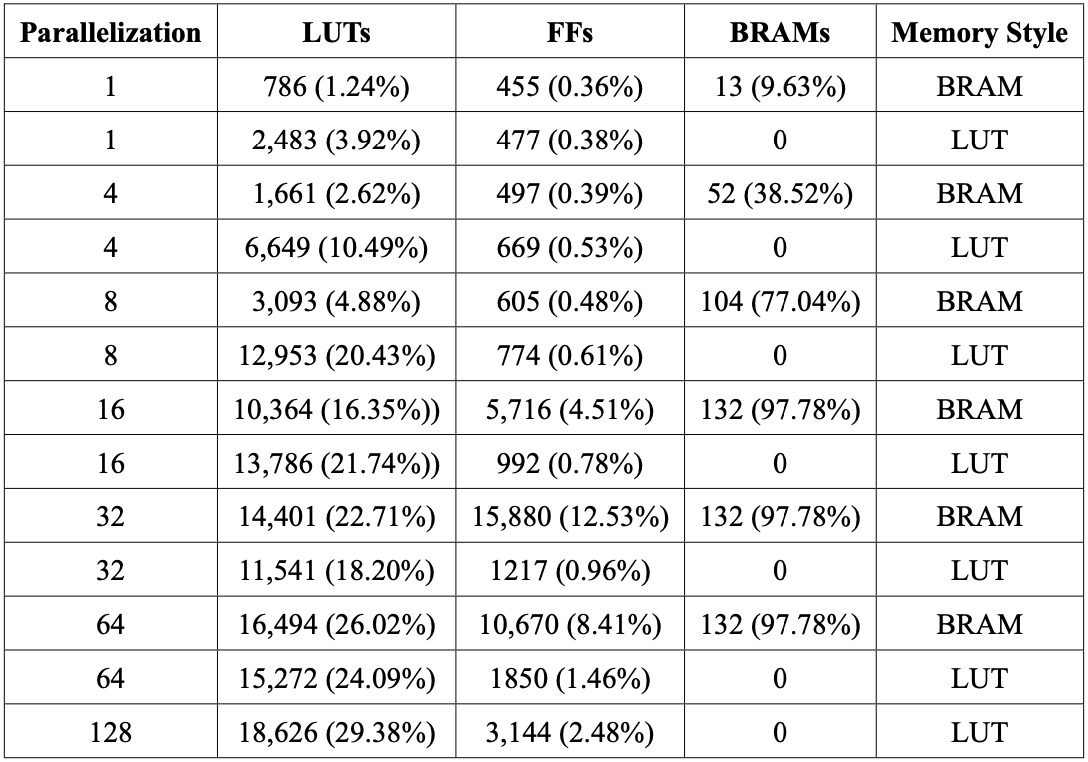 Parallelization LUTs FFs BRAMs Memory Style
1 786 (1.24%) 455 (0.36%) 13 (9.63%) BRAM
1 2,483 (3.92%) 477 (0.38%) 0 LUT
4 1,661 (2.62%) 497 (0.39%) 52 (38.52%) BRAM
4 6,649 (10.49%) 669 (0.53%) 0 LUT
8 3,093 (4.88%) 605 (0.48%) 104 (77.04%) BRAM
8 12,953 (20.43%) 774 (0.61%) 0 LUT
16 10,364 (16.35%)) 5,716 (4.51%) 132 (97.78%) BRAM
16 13,786 (21.74%)) 992 (0.78%) 0 LUT
32 14,401 (22.71%) 15,880 (12.53%) 132 (97.78%) BRAM
32 11,541 (18.20%) 1217 (0.96%) 0 LUT
64 16,494 (26.02%) 10,670 (8.41%) 132 (97.78%) BRAM
64 15,272 (24.09%) 1850 (1.46%) 0 LUT
128 18,626 (29.38%) 3,144 (2.48%) 0 LUT